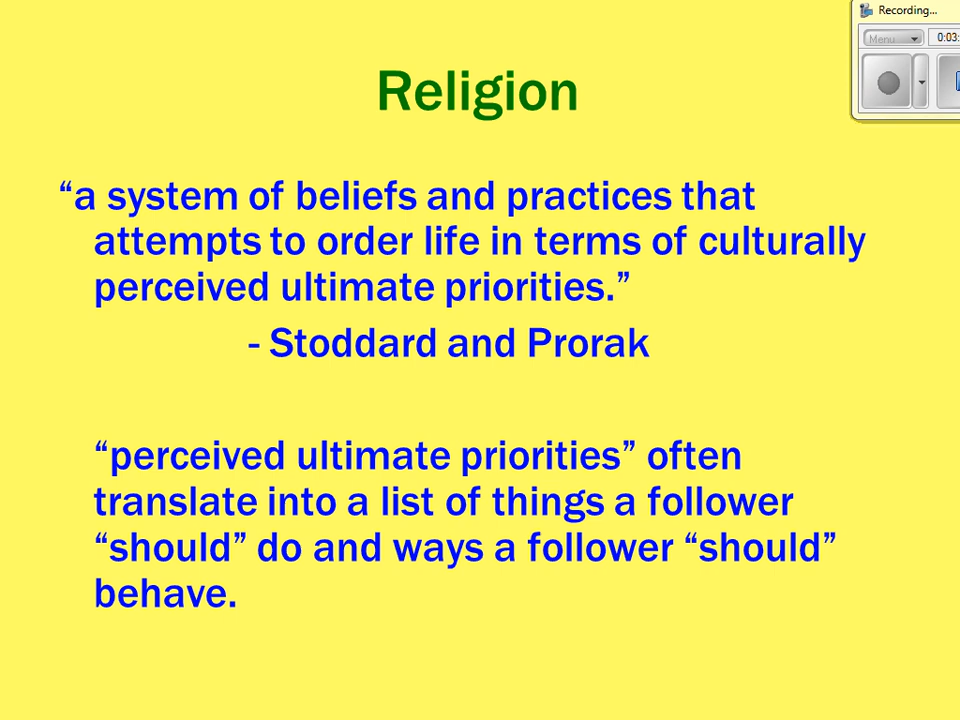 Recording...
Menu
0:03:
Religion
“a system of beliefs and practices that
attempts to order life in terms of culturally
perceived ultimate priorities.”
- Stoddard and Prorak
“perceived ultimate priorities” often
translate into a list of things a follower
“should” do and ways a follower “should”
behave.